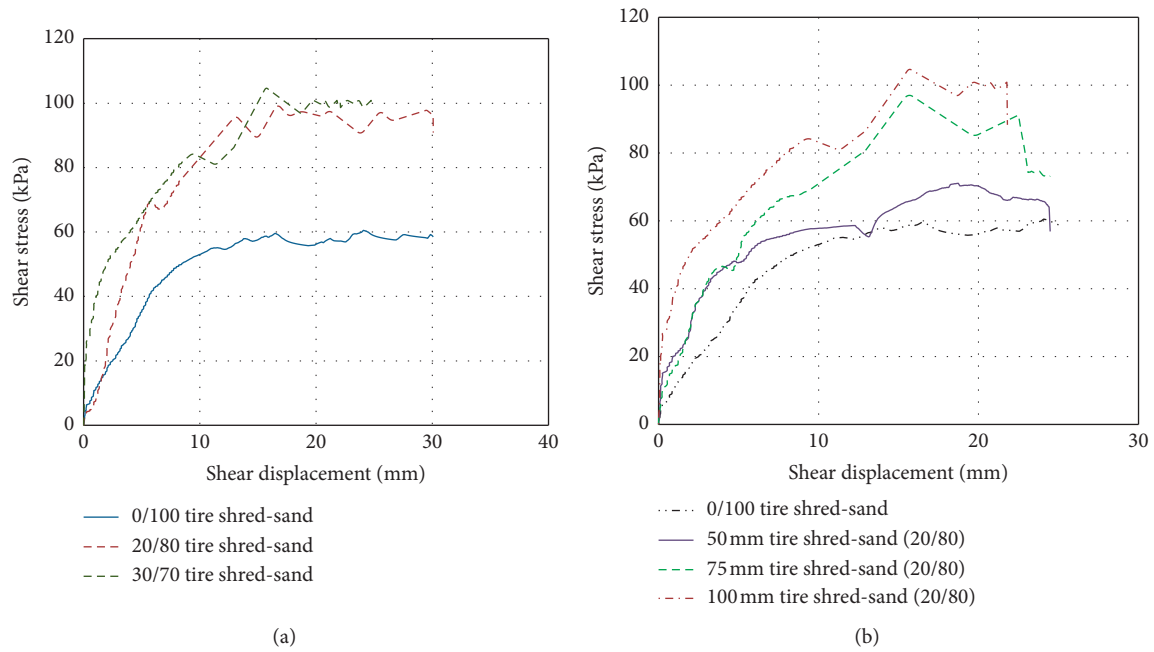 120
100
80
60
40
20
0
Shear stress (kPa)
0
10
20
30
40
Shear displacement (mm)
0/100 tire shred-sand
20/80 tire shred-sand
30/70 tire shred-sand
(a)
120
100
80
60
40
20
0
Shear stress (kPa)
0
10
20
30
Shear displacement (mm)
0/100 tire shred-sand
50 mm tire shred-sand (20/80)
75 mm tire shred-sand (20/80)
100 mm tire shred-sand (20/80)
(b)